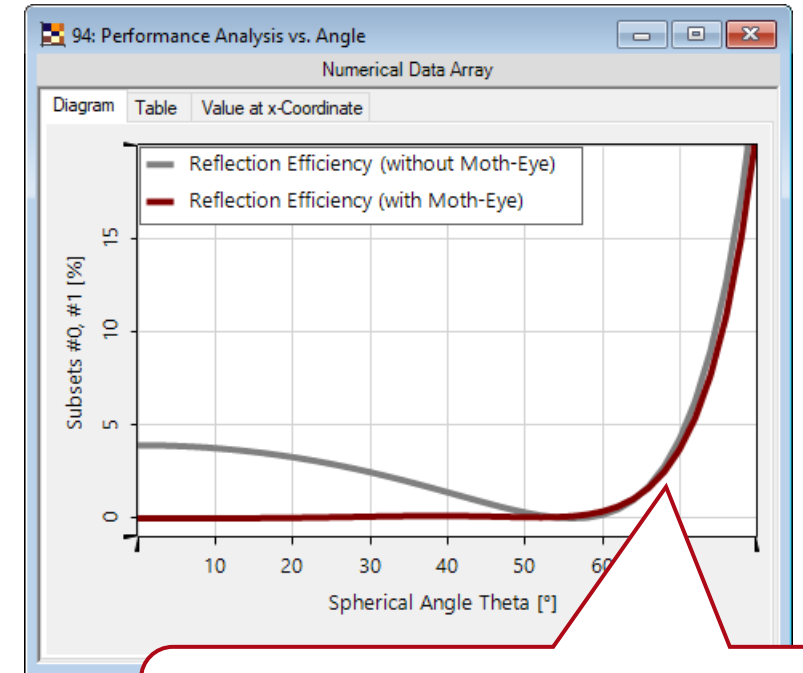 94: Performance Analysis vs. Angle
Numerical Data Array
Diagram Table Value at x-Coordinate
Reflection Efficiency (without Moth-Eye)
Reflection Efficiency (with Moth-Eye)
Subsets #0, #1 [%]
15
10
5
0
10 20 30 40 50 60
Spherical Angle Theta [°]